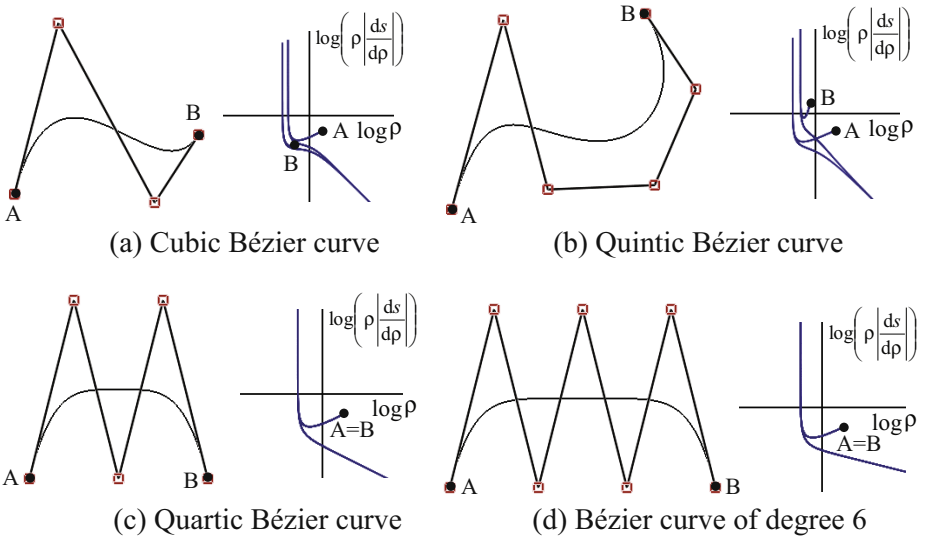 A
B
log(ρ|ds/dρ|)
logρ
A
B
A
B
log(ρ|ds/dρ|)
logρ
B
A
(a) Cubic Bézier curve
(b) Quintic Bézier curve
A
B
log(ρ|ds/dρ|)
logρ
A=B
A
B
log(ρ|ds/dρ|)
logρ
A=B
(c) Quartic Bézier curve
(d) Bézier curve of degree 6